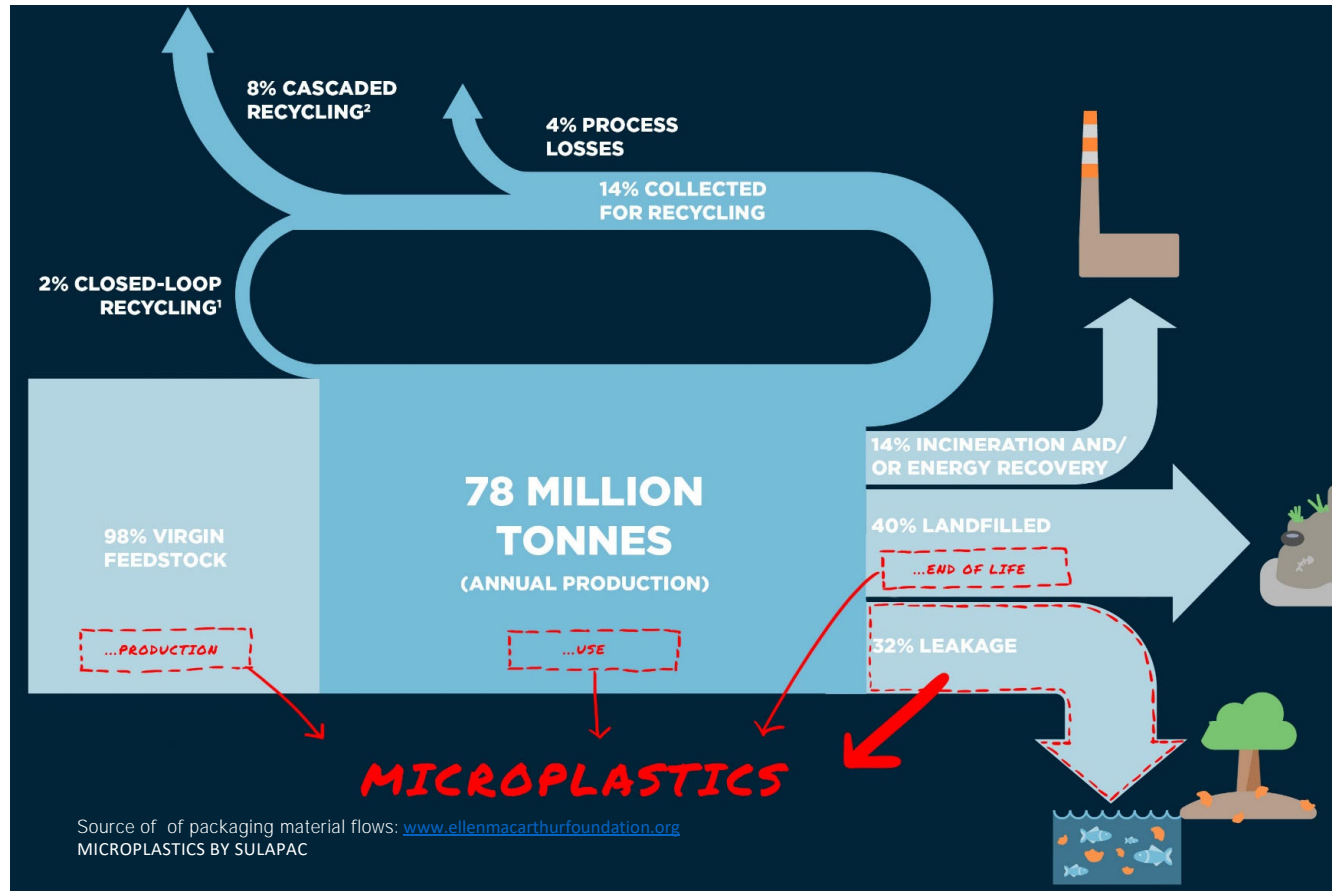 8% CASCADED
RECYCLING²
4% PROCESS
LOSSES
14% COLLECTED
FOR RECYCLING
2% CLOSED-LOOP
RECYCLING¹
14% INCINERATION AND/
OR ENERGY RECOVERY
78 MILLION
TONNES
(ANNUAL PRODUCTION)
98% VIRGIN
FEEDSTOCK
40% LANDFILLED
...END OF LIFE
...PRODUCTION
...USE
32% LEAKAGE
MICROPLASTICS
Source of of packaging material flows: www.ellenmacarthurfoundation.org
MICROPLASTICS BY SULAPAC